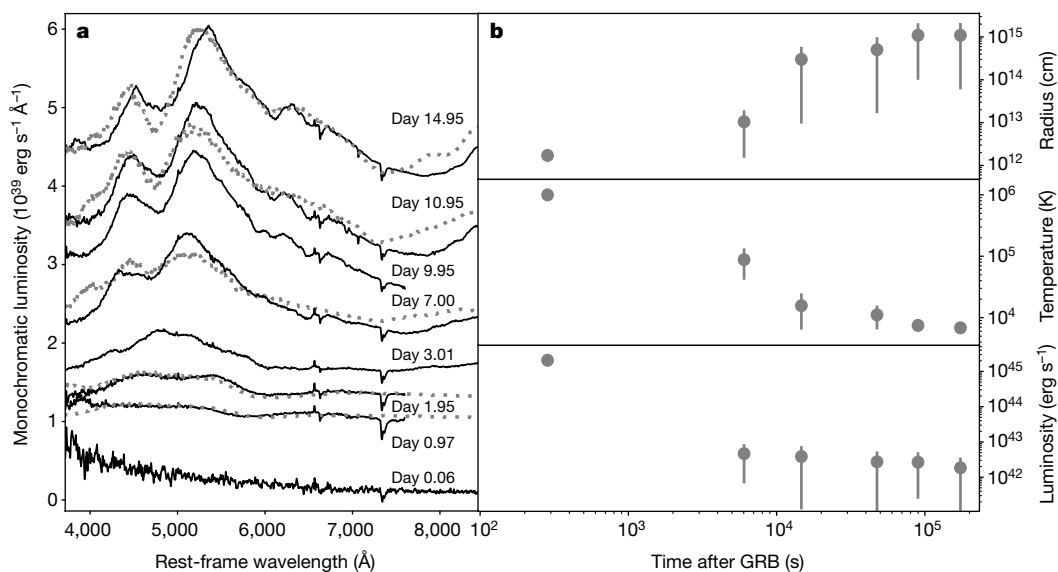 a
Monochromatic luminosity (10³⁹ erg s⁻¹ Å⁻¹)
6
5
4
3
2
1
0
Day 14.95
Day 10.95
Day 9.95
Day 7.00
Day 3.01
Day 1.95
Day 0.97
Day 0.06
4,000 5,000 6,000 7,000 8,000
Rest-frame wavelength (Å)
b
10¹⁵
10¹⁴
10¹³
10¹²
Radius (cm)
10⁶
10⁵
10⁴
Temperature (K)
10⁴⁵
10⁴⁴
10⁴³
10⁴²
Luminosity (erg s⁻¹)
10² 10³ 10⁴ 10⁵
Time after GRB (s)